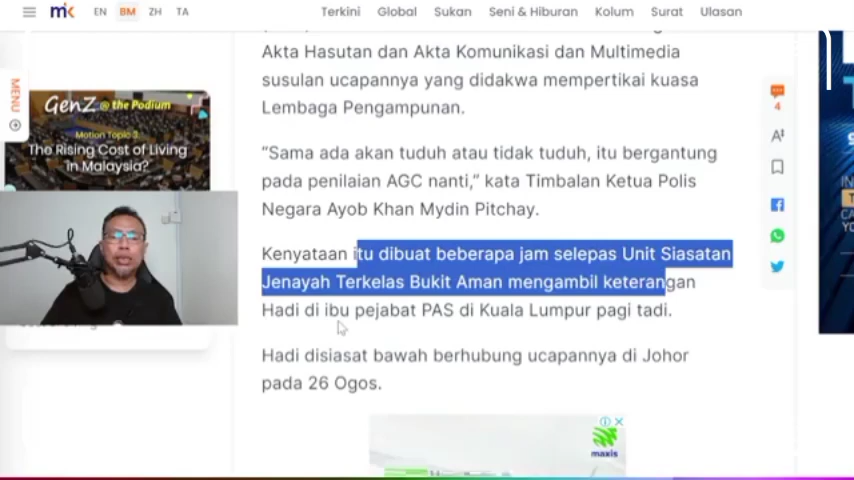 mk EN BM ZH TA Terkini Global Sukan Seni & Hiburan Kolum Surat Ulasan
MENU
GenZ @ the Podium
Motion Topic 3:
The Rising Cost of Living
in Malaysia?
Akta Hasutan dan Akta Komunikasi dan Multimedia
susulan ucapannya yang didakwa mempertikai kuasa
Lembaga Pengampunan.
“Sama ada akan tuduh atau tidak tuduh, itu bergantung
pada penilaian AGC nanti,” kata Timbalan Ketua Polis
Negara Ayob Khan Mydin Pitchay.
Kenyataan itu dibuat beberapa jam selepas Unit Siasatan
Jenayah Terkelas Bukit Aman mengambil keterangan
Hadi di ibu pejabat PAS di Kuala Lumpur pagi tadi.
Hadi disiasat bawah berhubung ucapannya di Johor
pada 26 Ogos.
4
maxis